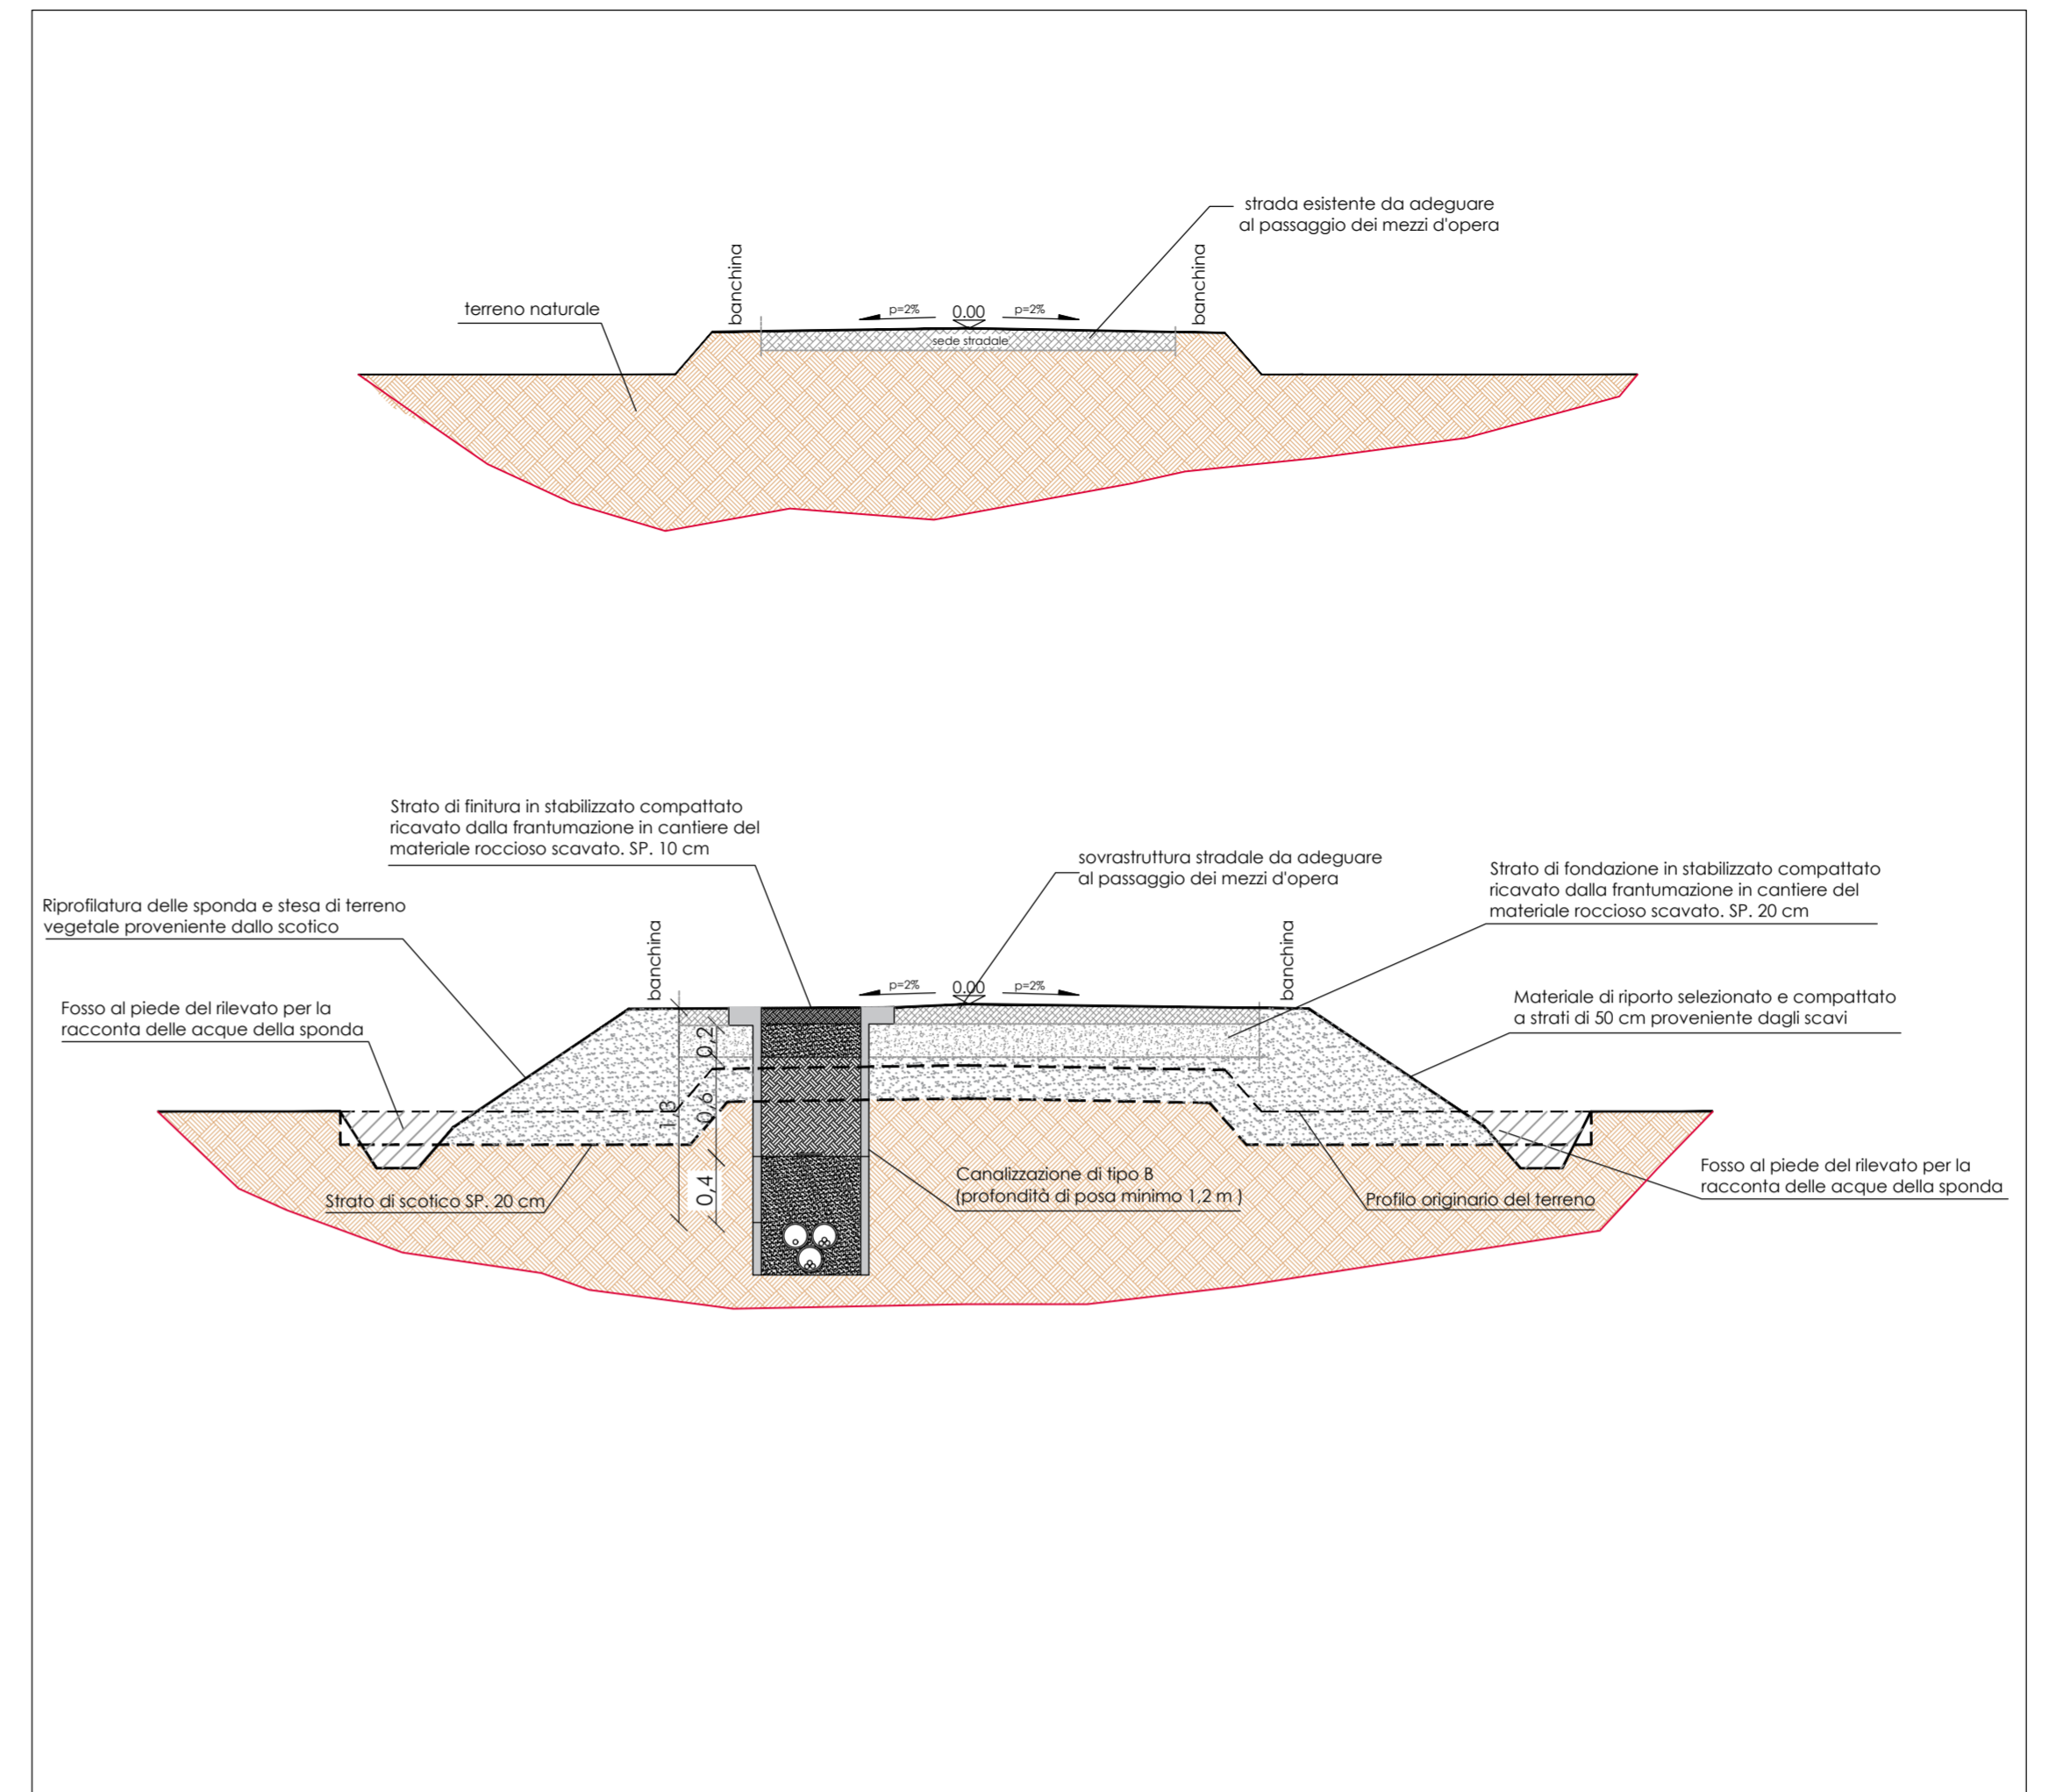 strada esistente da adeguare
al passaggio dei mezzi d'opera
banchina
banchina
terreno naturale
p=2%
0.00
p=2%
sede stradale
Strato di finitura in stabilizzato compattato
ricavato dalla frantumazione in cantiere del
materiale roccioso scavato. SP. 10 cm
sovrastruttura stradale da adeguare
al passaggio dei mezzi d'opera
Strato di fondazione in stabilizzato compattato
ricavato dalla frantumazione in cantiere del
materiale roccioso scavato. SP. 20 cm
Riprofilatura delle sponda e stesa di terreno
vegetale proveniente dallo scotico
banchina
banchina
p=2%
0.00
p=2%
Materiale di riporto selezionato e compattato
a strati di 50 cm proveniente dagli scavi
Fosso al piede del rilevato per la
racconta delle acque della sponda
0,2
1,3
0,6
0,4
Canalizzazione di tipo B
(profondità di posa minimo 1,2 m )
Strato di scotico SP. 20 cm
Profilo originario del terreno
Fosso al piede del rilevato per la
racconta delle acque della sponda